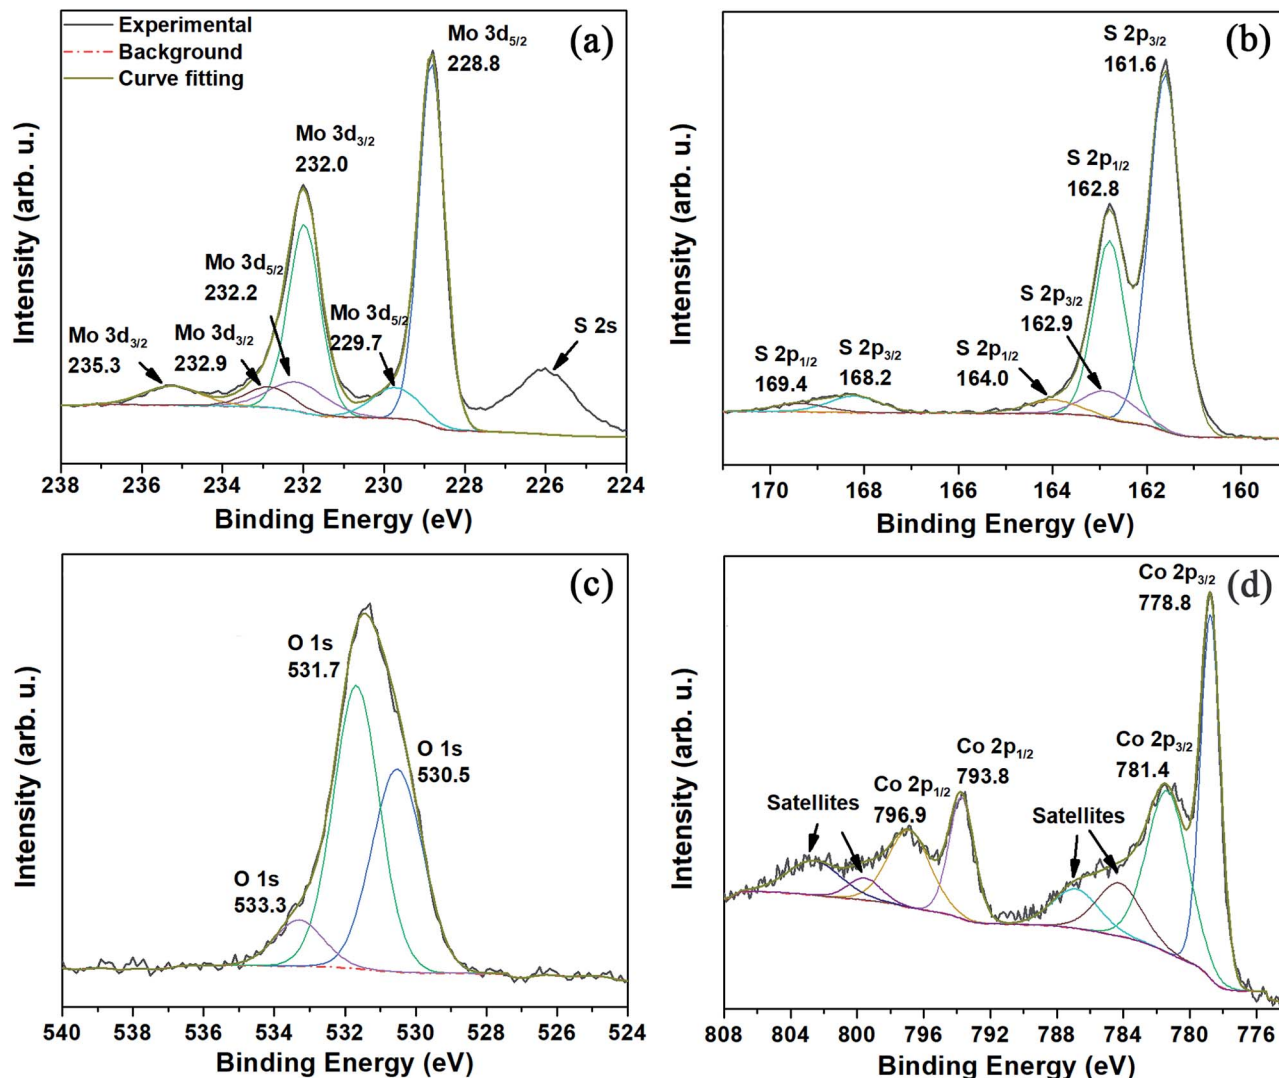 Experimental
Background
Curve fitting
(a)
Mo 3d5/2
228.8
Mo 3d3/2
232.0
Mo 3d5/2
232.2
Mo 3d5/2
229.7
S 2s
Mo 3d3/2
235.3
Mo 3d3/2
232.9
Intensity (arb. u.)
238 236 234 232 230 228 226 224
Binding Energy (eV)
(b)
S 2p3/2
161.6
S 2p1/2
162.8
S 2p3/2
162.9
S 2p1/2
164.0
S 2p3/2
168.2
S 2p1/2
169.4
Intensity (arb. u.)
170 168 166 164 162 160
Binding Energy (eV)
(c)
O 1s
531.7
O 1s
530.5
O 1s
533.3
Intensity (arb. u.)
540 538 536 534 532 530 528 526 524
Binding Energy (eV)
(d)
Co 2p3/2
778.8
Co 2p3/2
781.4
Co 2p1/2
793.8
Co 2p1/2
796.9
Satellites
Satellites
Intensity (arb. u.)
808 804 800 796 792 788 784 780 776
Binding Energy (eV)